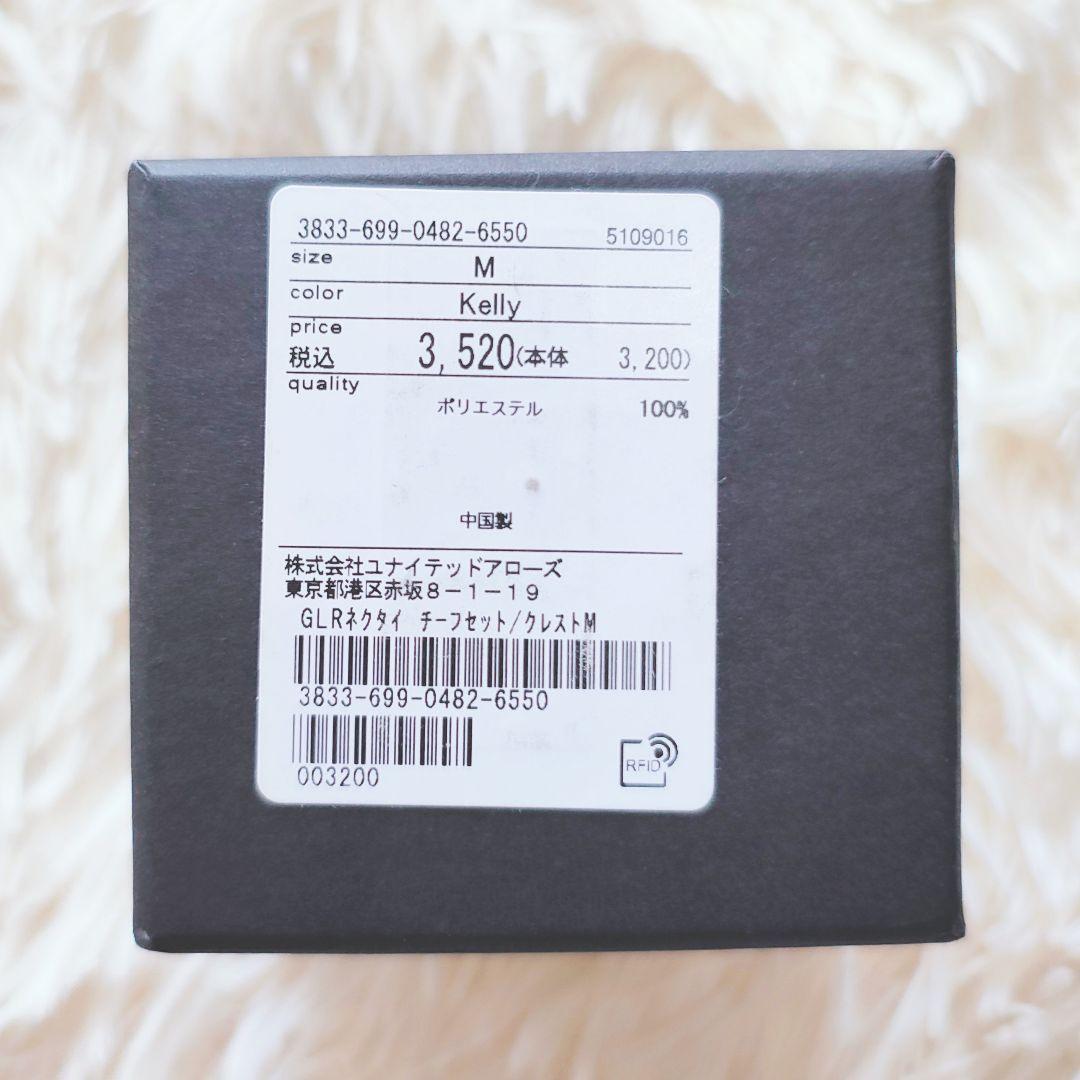 3833-699-0482-6550 5109016
size M
color Kelly
price
税込 3,520(本体 3,200)
quality
ポリエステル 100%
中国製
株式会社ユナイテッドアローズ
東京都港区赤坂8-1-19
GLRネクタイ チーフセット/クレストM
3833-699-0482-6550
003200
RFID